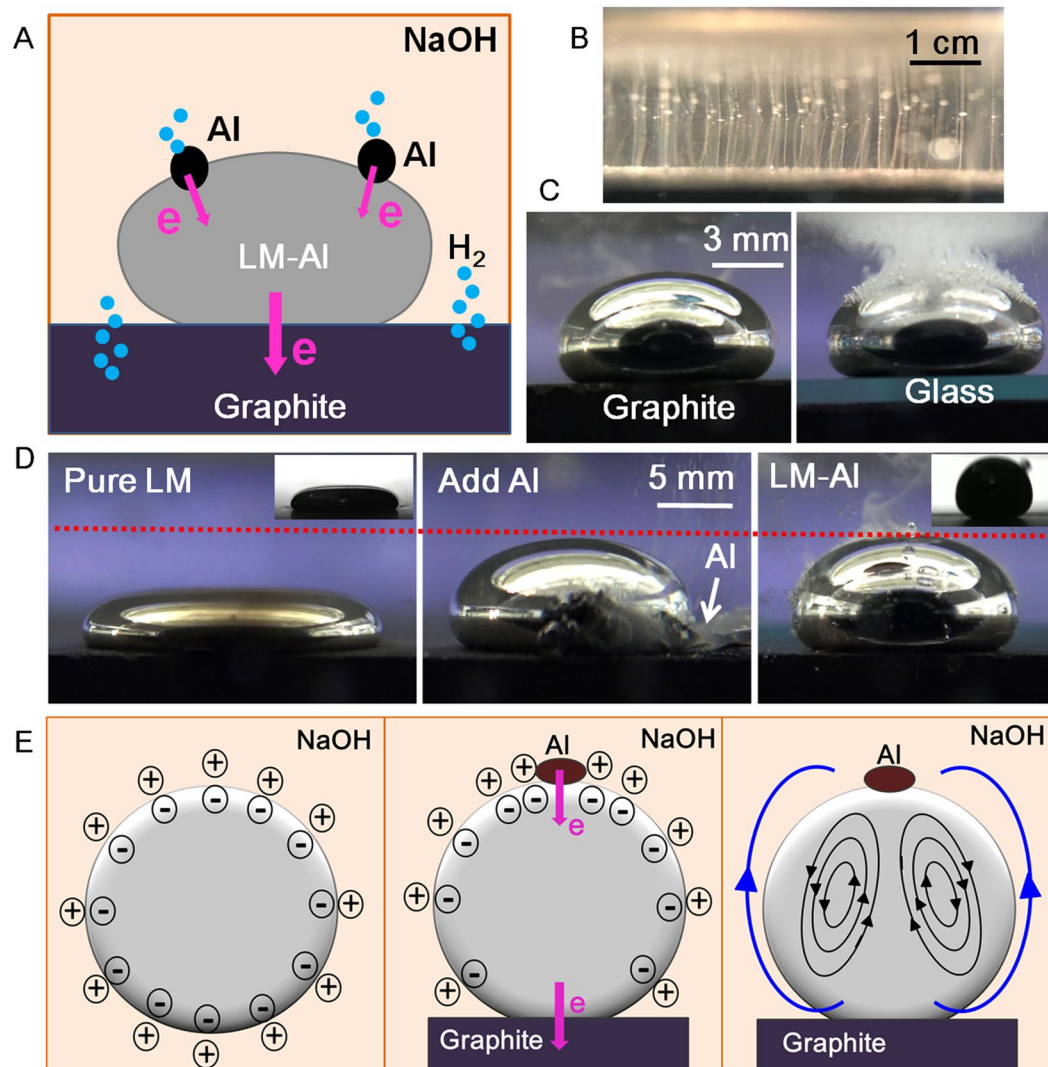 A
NaOH
Al
Al
e
e
LM-Al
H₂
e
Graphite
B
1 cm
C
3 mm
Graphite
Glass
D
Pure LM
Add Al
5 mm
Al
LM-Al
E
NaOH
+ + + + + + + + + + + +
- - - - - - - - - - - -
NaOH
Al
+ + + + + + + +
- - - - - - - - - -
e
e
Graphite
NaOH
Al
Graphite